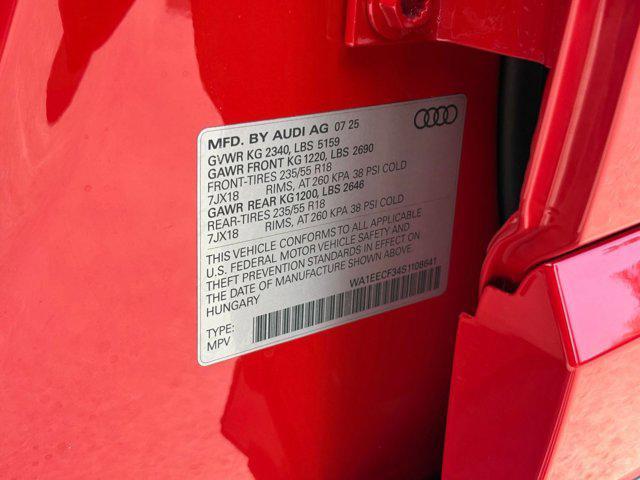 MFD. BY AUDI AG 07 25
GVWR KG 2340, LBS 5159
GAWR FRONT KG 1220, LBS 2690
FRONT-TIRES 235/55 R18
7JX18 RIMS, AT 260 KPA 38 PSI COLD
GAWR REAR KG 1200, LBS 2646
REAR-TIRES 235/55 R18
7JX18 RIMS, AT 260 KPA 38 PSI COLD
THIS VEHICLE CONFORMS TO ALL APPLICABLE
U.S. FEDERAL MOTOR VEHICLE SAFETY AND
THEFT PREVENTION STANDARDS IN EFFECT ON
THE DATE OF MANUFACTURE SHOWN ABOVE.
HUNGARY
WA1EECF34S1108641
TYPE:
MPV